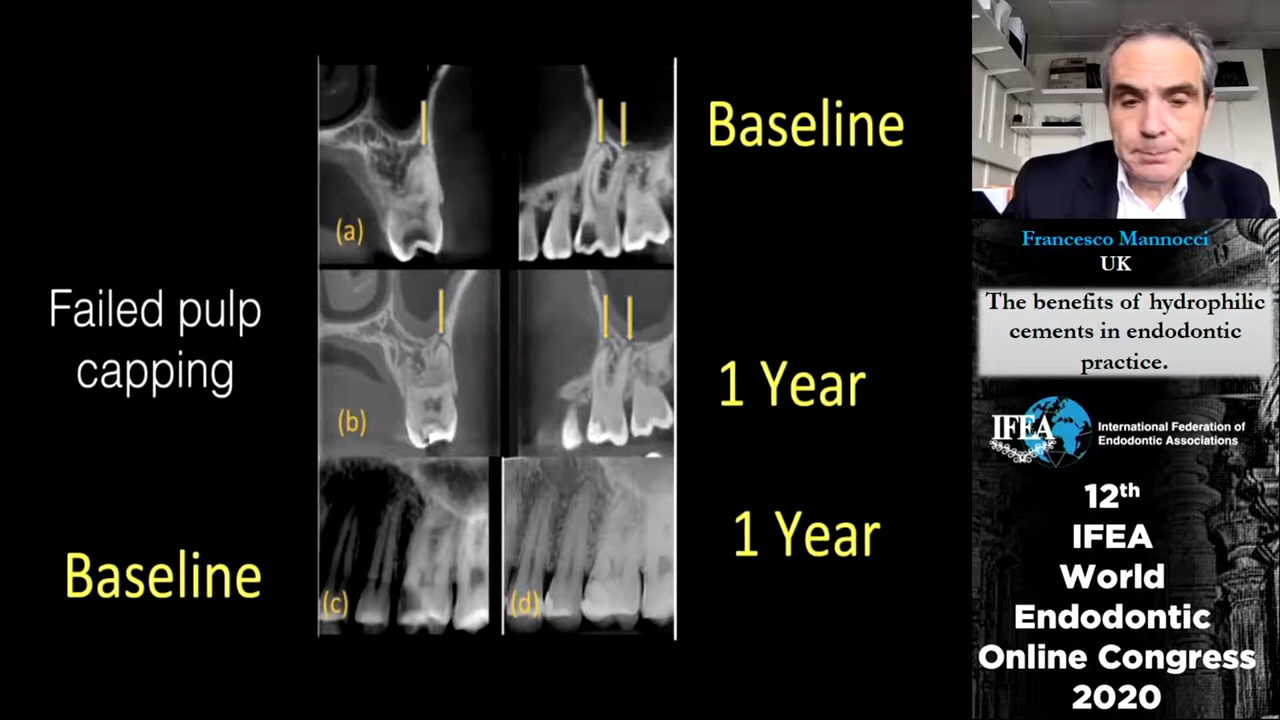 Baseline
(a)
Failed pulp
capping
(b)
1 Year
1 Year
Baseline
(c)
(d)
Francesco Mannocci
UK
The benefits of hydrophilic
cements in endodontic
practice.
IFEA
International Federation of
Endodontic Associations
12th
IFEA
World
Endodontic
Online Congress
2020